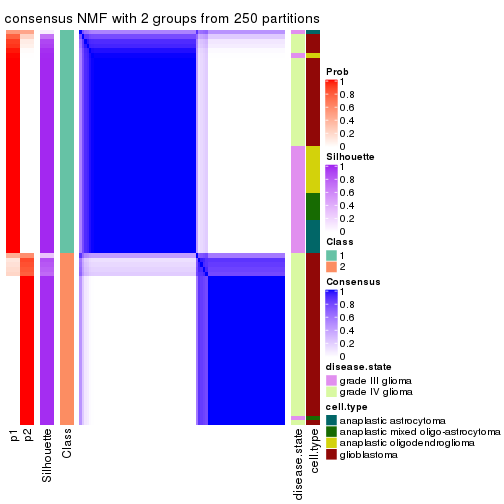 consensus NMF with 2 groups from 250 partitions
Prob
1
0.8
0.6
0.4
0.2
0
Silhouette
1
0.8
0.6
0.4
0.2
0
Class
1
2
Consensus
1
0.8
0.6
0.4
0.2
0
disease.state
grade III glioma
grade IV glioma
cell.type
anaplastic astrocytoma
anaplastic mixed oligo-astrocytoma
anaplastic oligodendroglioma
glioblastoma
p1
p2
Silhouette
Class
disease.state
cell.type